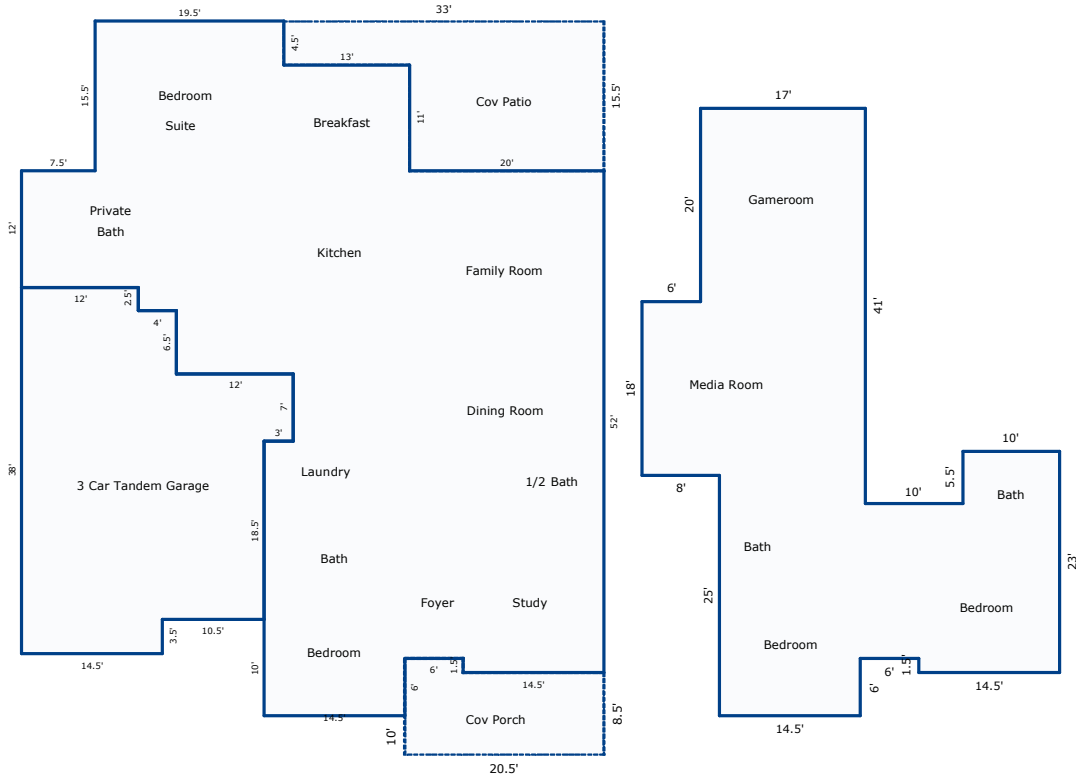 33'
19.5'
4.5'
13'
15.5'
Bedroom
Suite
Breakfast
11'
Cov Patio
15.5'
17'
7.5'
20'
12'
Private
Bath
Kitchen
Family Room
Gameroom
20'
12'
2.5'
4'
6.5'
12'
7'
3'
6'
41'
Dining Room
52'
18'
Media Room
38'
3 Car Tandem Garage
Laundry
1/2 Bath
8'
10'
5.5'
10'
Bath
18.5'
Bath
Bath
25'
23'
Foyer
Study
Bedroom
14.5'
3.5'
10.5'
10'
Bedroom
Bedroom
6'
1.5'
14.5'
6'
14.5'
Cov Porch
10'
8.5'
20.5'
6'
1.5'
14.5'
6'
14.5'